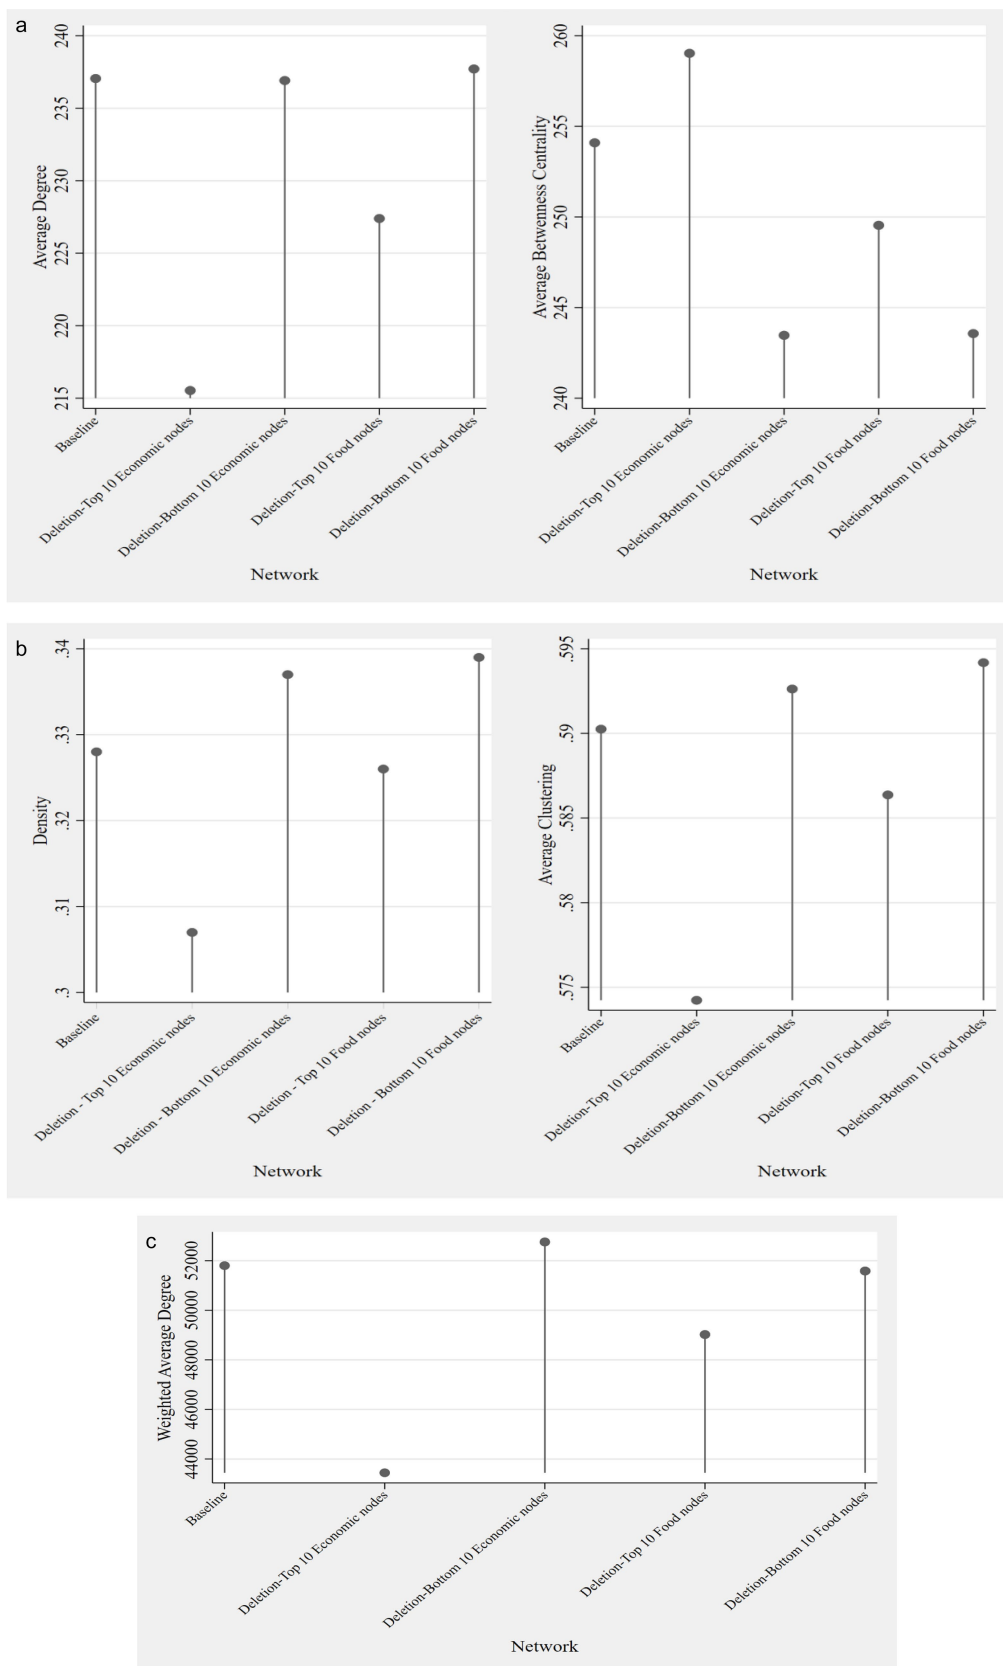 a
Average Degree
240
235
230
225
220
215
Baseline
Deletion-Top 10 Economic nodes
Deletion-Bottom 10 Economic nodes
Deletion-Top 10 Food nodes
Deletion-Bottom 10 Food nodes
Network
Average Betwenness Centrality
260
255
250
245
240
Baseline
Deletion-Top 10 Economic nodes
Deletion-Bottom 10 Economic nodes
Deletion-Top 10 Food nodes
Deletion-Bottom 10 Food nodes
Network
b
Density
.34
.33
.32
.31
.3
Baseline
Deletion - Top 10 Economic nodes
Deletion - Bottom 10 Economic nodes
Deletion - Top 10 Food nodes
Deletion - Bottom 10 Food nodes
Network
Average Clustering
.595
.59
.585
.58
.575
Baseline
Deletion-Top 10 Economic nodes
Deletion-Bottom 10 Economic nodes
Deletion-Top 10 Food nodes
Deletion-Bottom 10 Food nodes
Network
c
Weighted Average Degree
52000
50000
48000
46000
44000
Baseline
Deletion-Top 10 Economic nodes
Deletion-Bottom 10 Economic nodes
Deletion-Top 10 Food nodes
Deletion-Bottom 10 Food nodes
Network